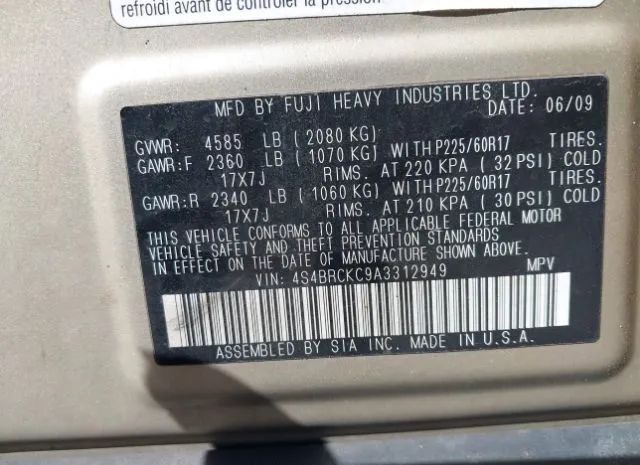 refroidi avant de contrôler la pression.
MFD BY FUJI HEAVY INDUSTRIES LTD.
DATE: 06/09
GVWR: 4585 LB ( 2080 KG)
GAWR:F 2360 LB ( 1070 KG) WITH P225/60R17 TIRES.
17X7J RIMS. AT 220 KPA ( 32 PSI) COLD
GAWR:R 2340 LB ( 1060 KG) WITH P225/60R17 TIRES.
17X7J RIMS. AT 210 KPA ( 30 PSI) COLD
THIS VEHICLE CONFORMS TO ALL APPLICABLE FEDERAL MOTOR
VEHICLE SAFETY AND THEFT PREVENTION STANDARDS
IN EFFECT ON THE DATE OF MANUFACTURE SHOWN ABOVE.
VIN: 4S4BRCKC9A3312949 MPV
ASSEMBLED BY SIA INC. MADE IN U.S.A.